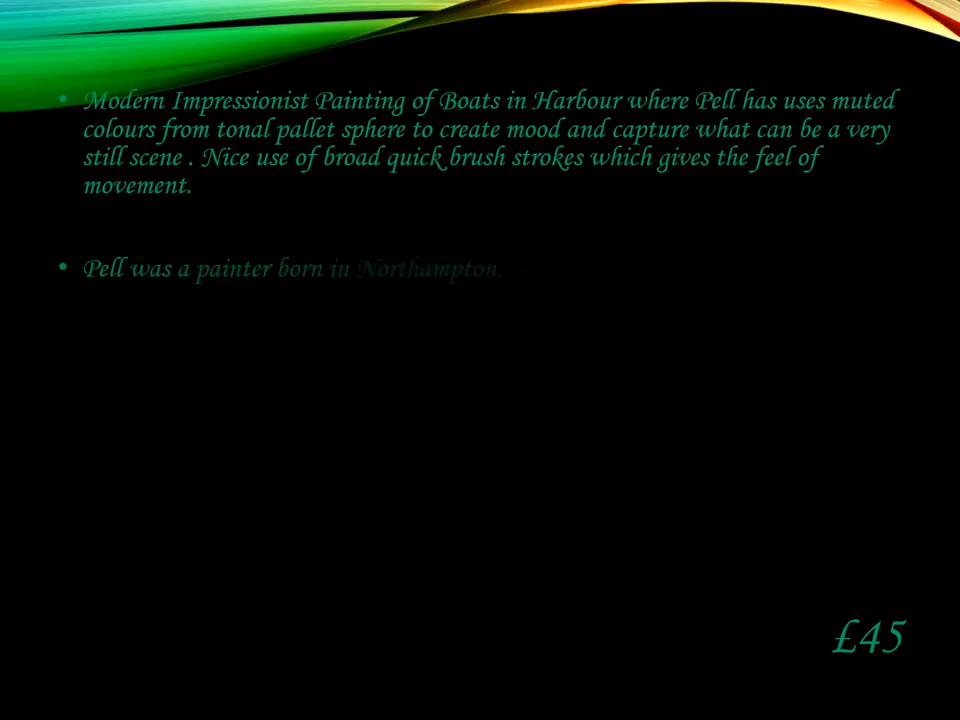 • Modern Impressionist Painting of Boats in Harbour where Pell has uses muted
colours from tonal pallet sphere to create mood and capture what can be a very
still scene . Nice use of broad quick brush strokes which gives the feel of
movement.
• Pell was a painter born in Northampton.
£45